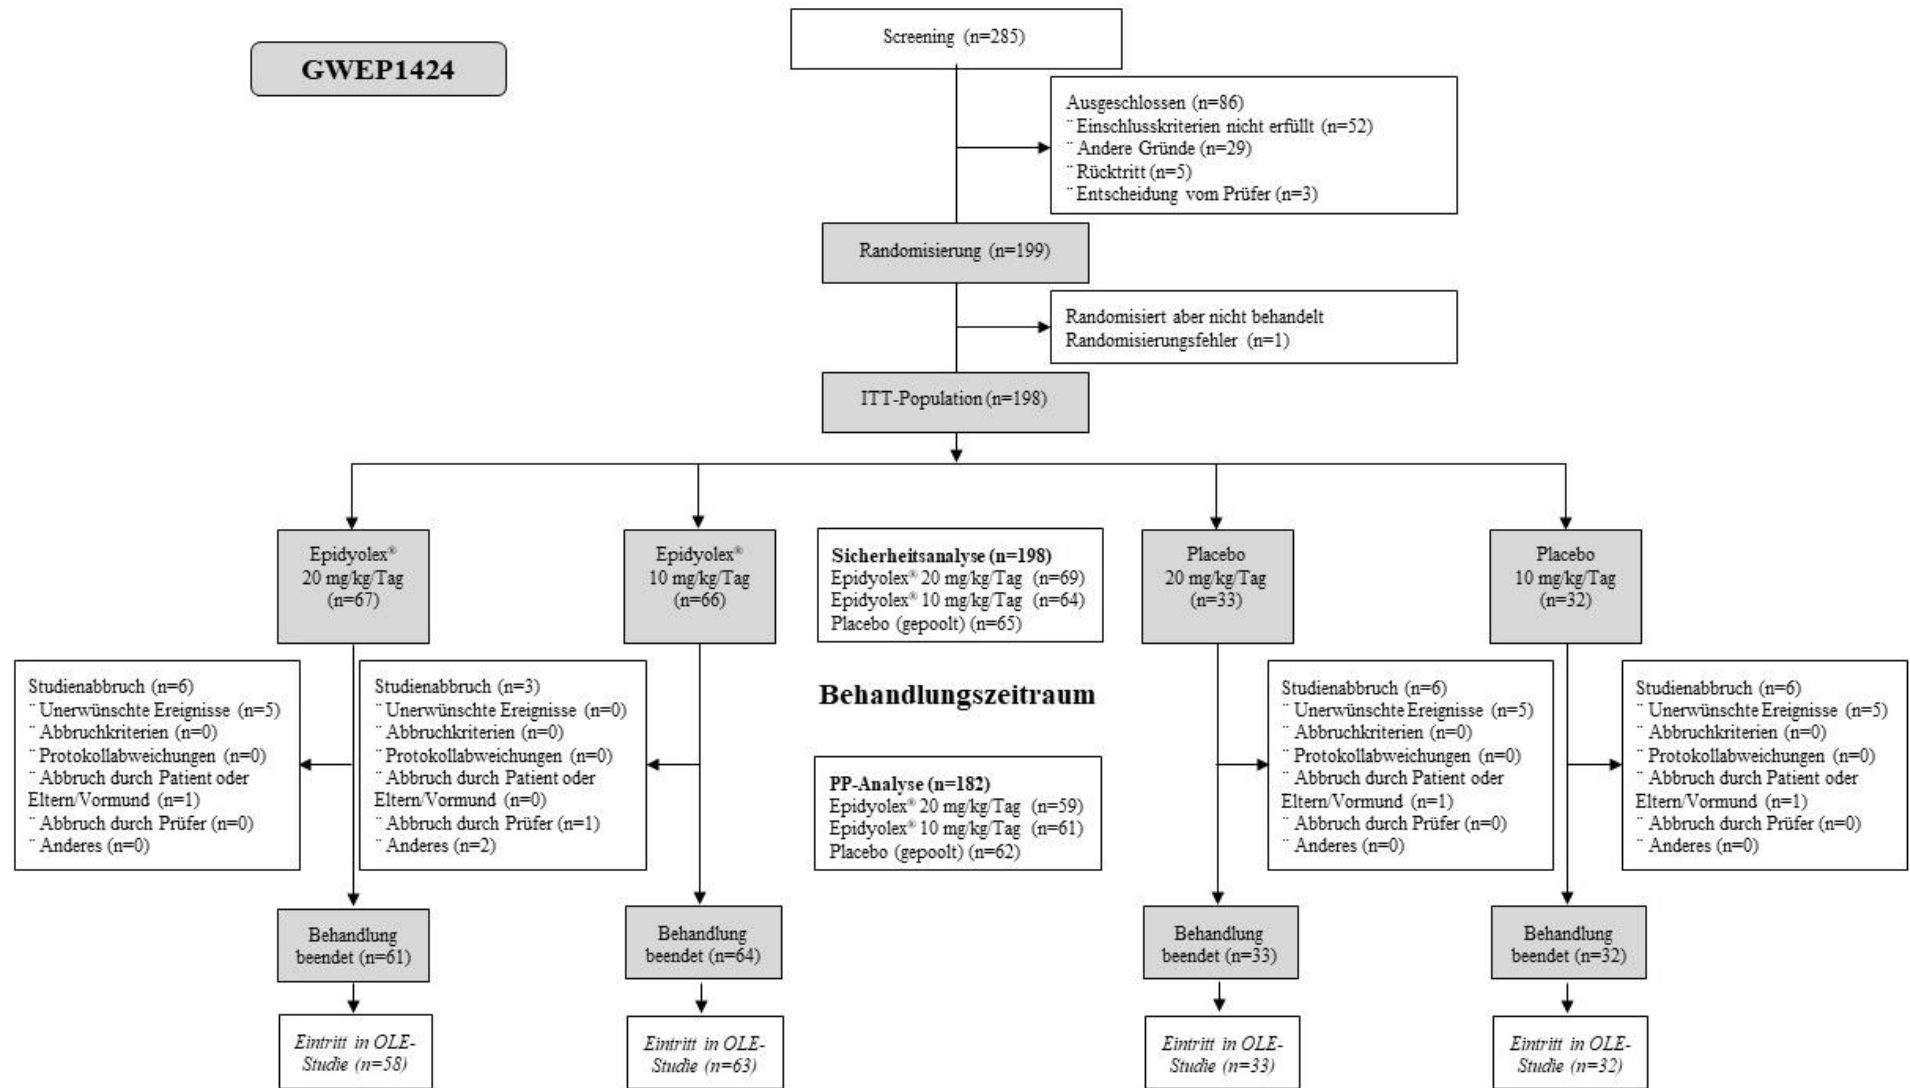 GWEP1424
Screening (n=285)
Ausgeschlossen (n=86)
¨ Einschlusskriterien nicht erfüllt (n=52)
¨ Andere Gründe (n=29)
¨ Rücktritt (n=5)
¨ Entscheidung vom Prüfer (n=3)
Randomisierung (n=199)
Randomisiert aber nicht behandelt
Randomisierungsfehler (n=1)
ITT-Population (n=198)
Epidyolex®
20 mg/kg/Tag
(n=67)
Epidyolex®
10 mg/kg/Tag
(n=66)
Sicherheitsanalyse (n=198)
Epidyolex® 20 mg/kg/Tag (n=69)
Epidyolex® 10 mg/kg/Tag (n=64)
Placebo (gepoolt) (n=65)
Placebo
20 mg/kg/Tag
(n=33)
Placebo
10 mg/kg/Tag
(n=32)
Studienabbruch (n=6)
¨ Unerwünschte Ereignisse (n=5)
¨ Abbruchkriterien (n=0)
¨ Protokollabweichungen (n=0)
¨ Abbruch durch Patient oder
Eltern/Vormund (n=1)
¨ Abbruch durch Prüfer (n=0)
¨ Anderes (n=0)
Studienabbruch (n=3)
¨ Unerwünschte Ereignisse (n=0)
¨ Abbruchkriterien (n=0)
¨ Protokollabweichungen (n=0)
¨ Abbruch durch Patient oder
Eltern/Vormund (n=0)
¨ Abbruch durch Prüfer (n=1)
¨ Anderes (n=2)
Behandlungszeitraum
PP-Analyse (n=182)
Epidyolex® 20 mg/kg/Tag (n=59)
Epidyolex® 10 mg/kg/Tag (n=61)
Placebo (gepoolt) (n=62)
Studienabbruch (n=6)
¨ Unerwünschte Ereignisse (n=5)
¨ Abbruchkriterien (n=0)
¨ Protokollabweichungen (n=0)
¨ Abbruch durch Patient oder
Eltern/Vormund (n=1)
¨ Abbruch durch Prüfer (n=0)
¨ Anderes (n=0)
Studienabbruch (n=6)
¨ Unerwünschte Ereignisse (n=5)
¨ Abbruchkriterien (n=0)
¨ Protokollabweichungen (n=0)
¨ Abbruch durch Patient oder
Eltern/Vormund (n=1)
¨ Abbruch durch Prüfer (n=0)
¨ Anderes (n=0)
Behandlung
beendet (n=61)
Behandlung
beendet (n=64)
Behandlung
beendet (n=33)
Behandlung
beendet (n=32)
Eintritt in OLE-
Studie (n=58)
Eintritt in OLE-
Studie (n=63)
Eintritt in OLE-
Studie (n=33)
Eintritt in OLE-
Studie (n=32)